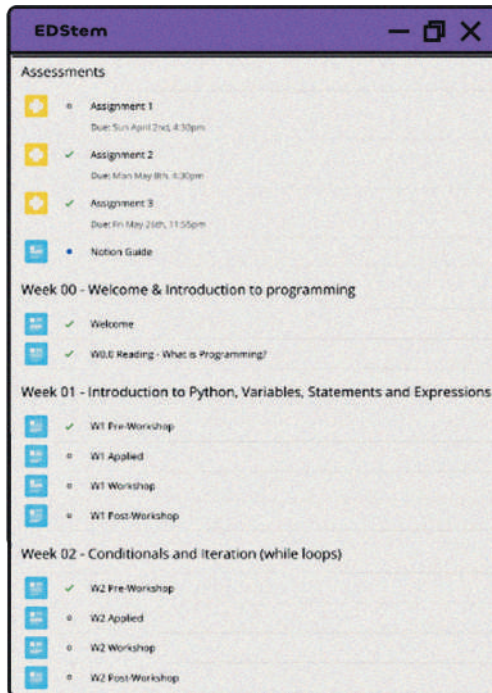 EDStem
Assessments
Assignment 1
Due: Sun April 2nd, 4:30pm
Assignment 2
Due: Mon May 8th, 4:30pm
Assignment 3
Due: Fri May 26th, 11:55pm
Notion Guide
Week 00 - Welcome & Introduction to programming
Welcome
W0.0 Reading - What is Programming?
Week 01 - Introduction to Python, Variables, Statements and Expressions
W1 Pre-Workshop
W1 Applied
W1 Workshop
W1 Post-Workshop
Week 02 - Conditionals and Iteration (while loops)
W2 Pre-Workshop
W2 Applied
W2 Workshop
W2 Post-Workshop